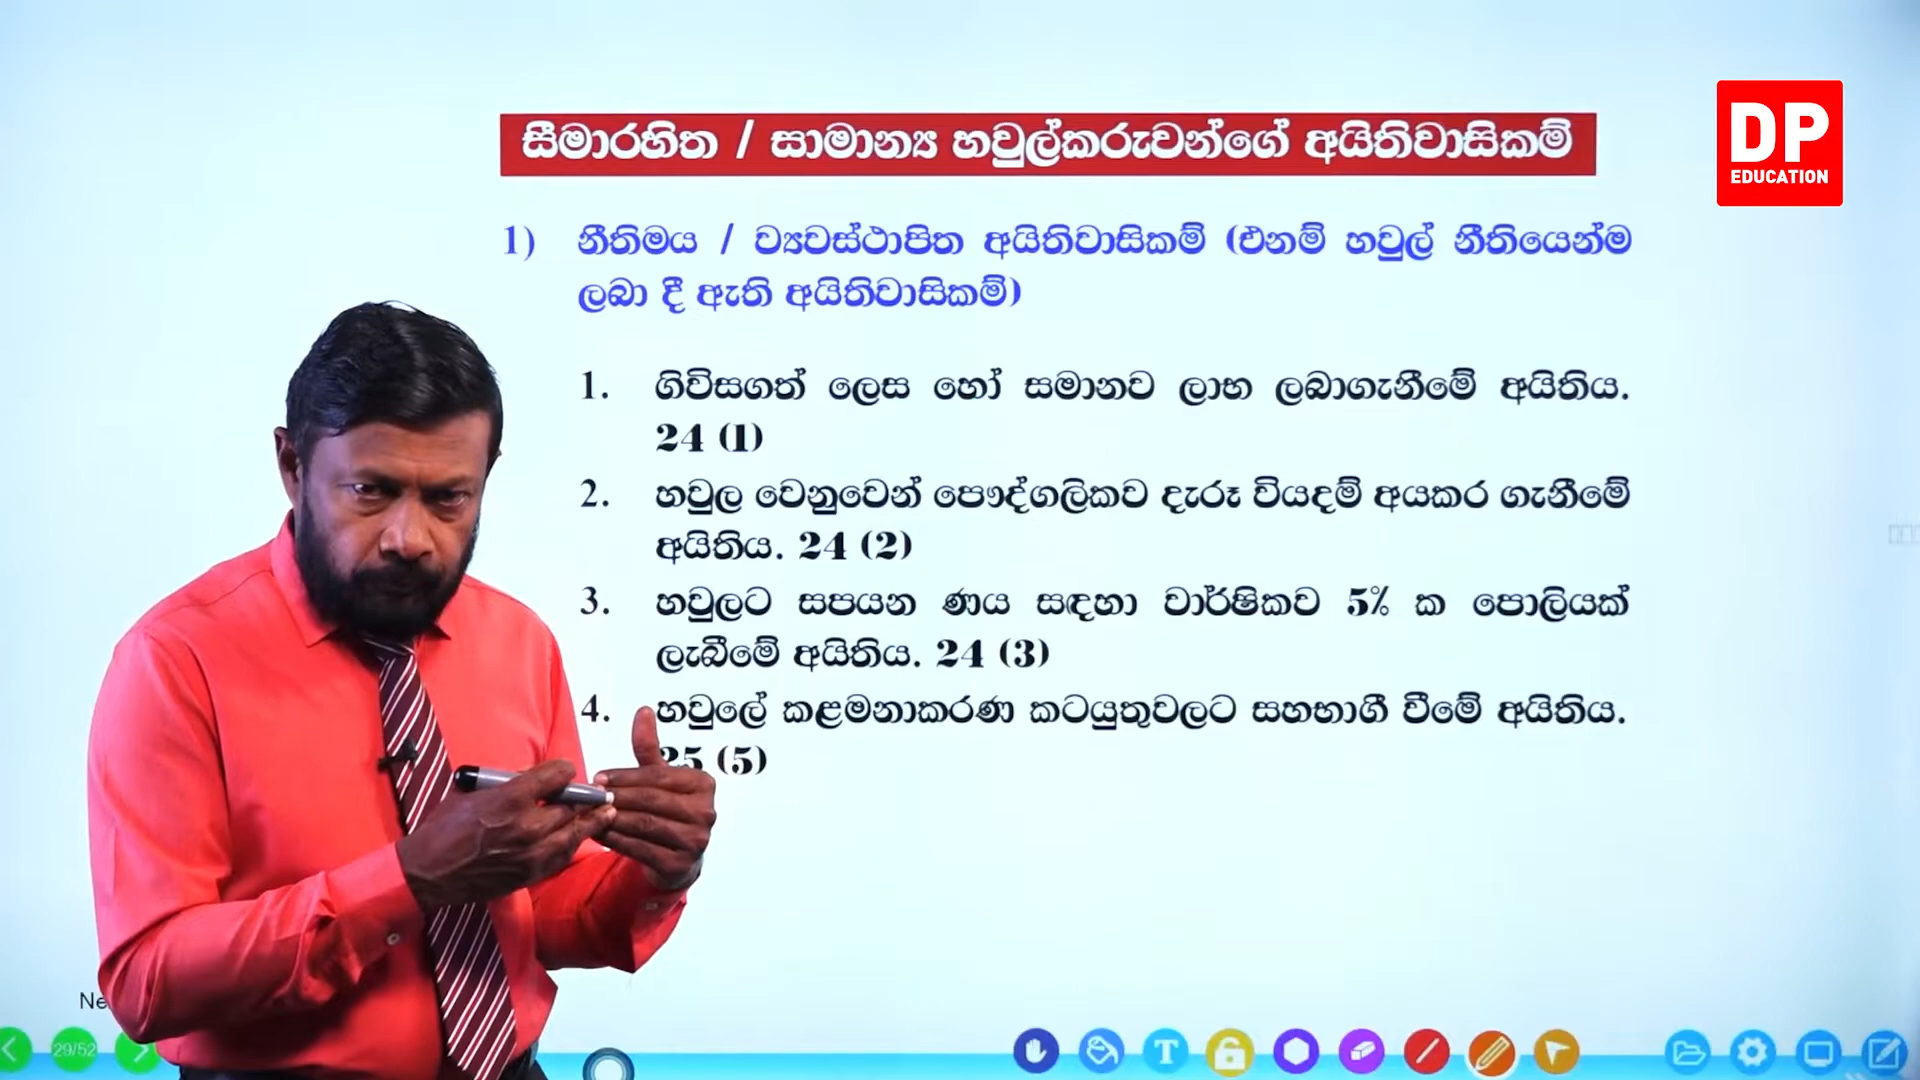 DP
EDUCATION
සීමාරහිත / සාමාන්‍ය හවුල්කරුවන්ගේ අයිතිවාසිකම්
1) නීතිමය / ව්‍යවස්ථාපිත අයිතිවාසිකම් (එනම් හවුල් නීතියෙන්ම
ලබා දී ඇති අයිතිවාසිකම්)
1. ගිවිසගත් ලෙස හෝ සමානව ලාභ ලබාගැනීමේ අයිතිය.
24 (1)
2. හවුල වෙනුවෙන් පෞද්ගලිකව දැරූ වියදම් අයකර ගැනීමේ
අයිතිය. 24 (2)
3. හවුලට සපයන ණය සඳහා වාර්ෂිකව 5% ක පොලියක්
ලැබීමේ අයිතිය. 24 (3)
4. හවුලේ කළමනාකරණ කටයුතුවලට සහභාගී වීමේ අයිතිය.
25 (5)
29/52
T